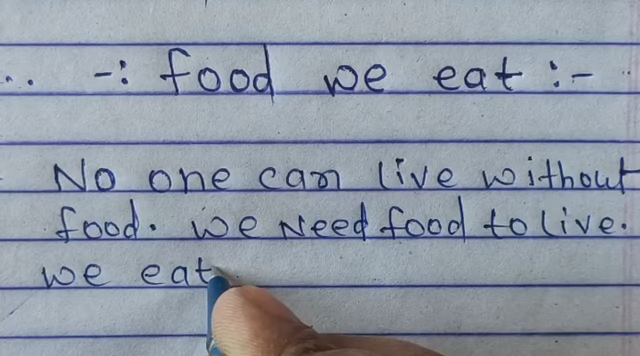 .. -: food we eat :-
No one can live without
food. we Need food to live.
we eat